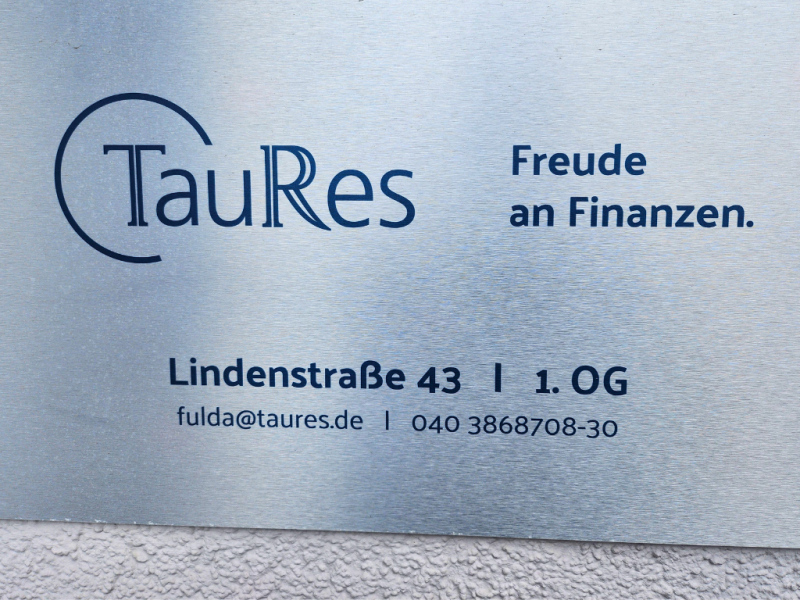 TauRes
Freude
an Finanzen.
Lindenstraße 43 | 1. OG
fulda@taures.de | 040 3868708-30